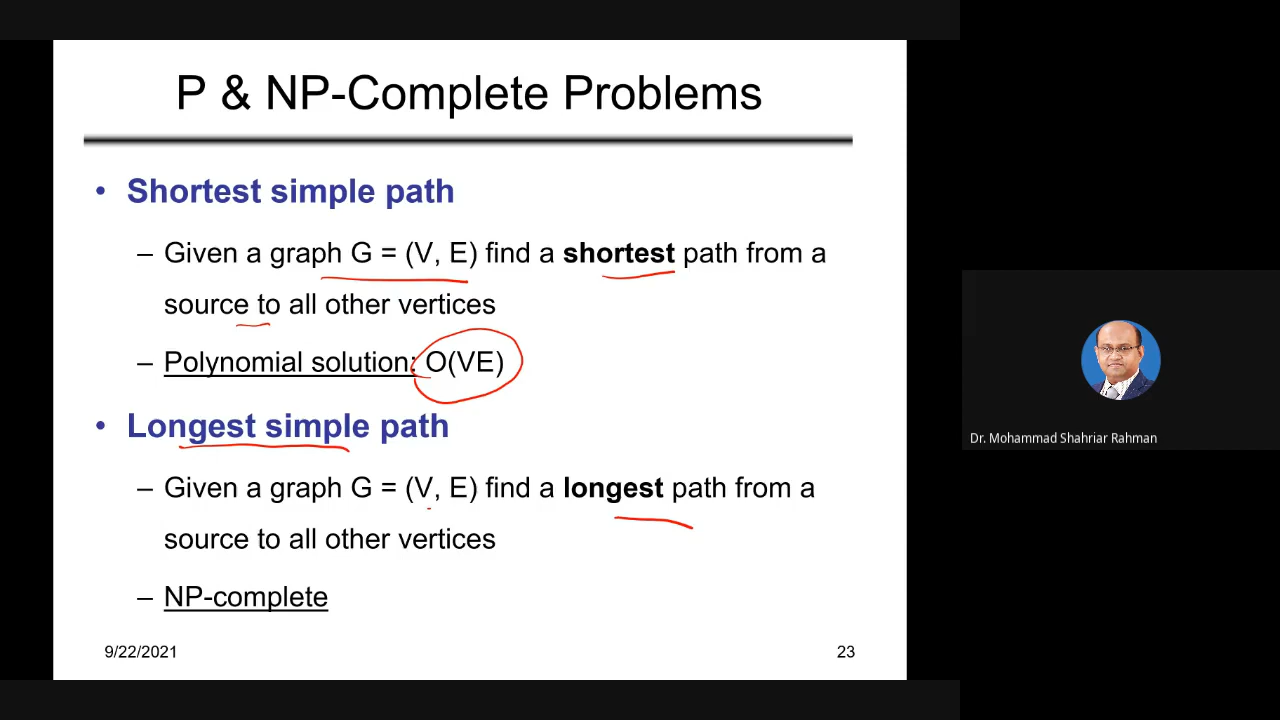 P & NP-Complete Problems
• Shortest simple path
– Given a graph G = (V, E) find a shortest path from a
source to all other vertices
– Polynomial solution: O(VE)
• Longest simple path
– Given a graph G = (V, E) find a longest path from a
source to all other vertices
– NP-complete
9/22/2021
23
Dr. Mohammad Shahriar Rahman